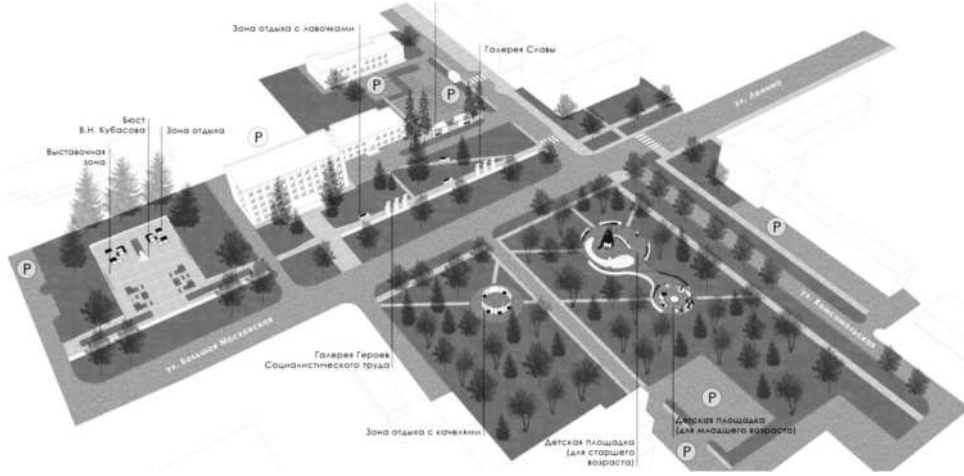 Зона отдыха с лавочками
Галерея Славы
P
P
ул. Ленина
Бюст
В.Н. Кубасова
Зона отдыха
P
Выставочная
зона
P
P
ул. Большая Московская
ул. Комсомольская
Галерея Героев
Социалистического труда
Зона отдыха с качелями
P
Детская площадка
(для младшего возраста)
Детская площадка
(для старшего
возраста)
P